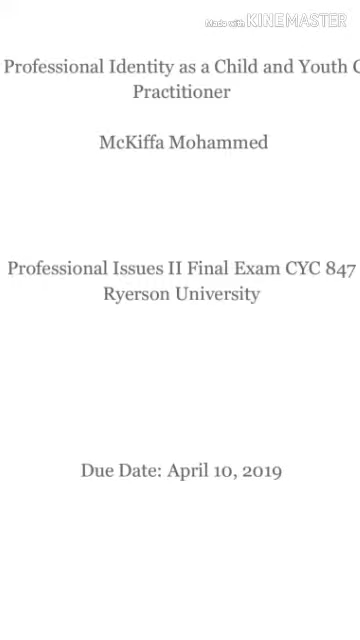 Made with KINEMASTER
Professional Identity as a Child and Youth C
Practitioner
McKiffa Mohammed
Professional Issues II Final Exam CYC 847
Ryerson University
Due Date: April 10, 2019